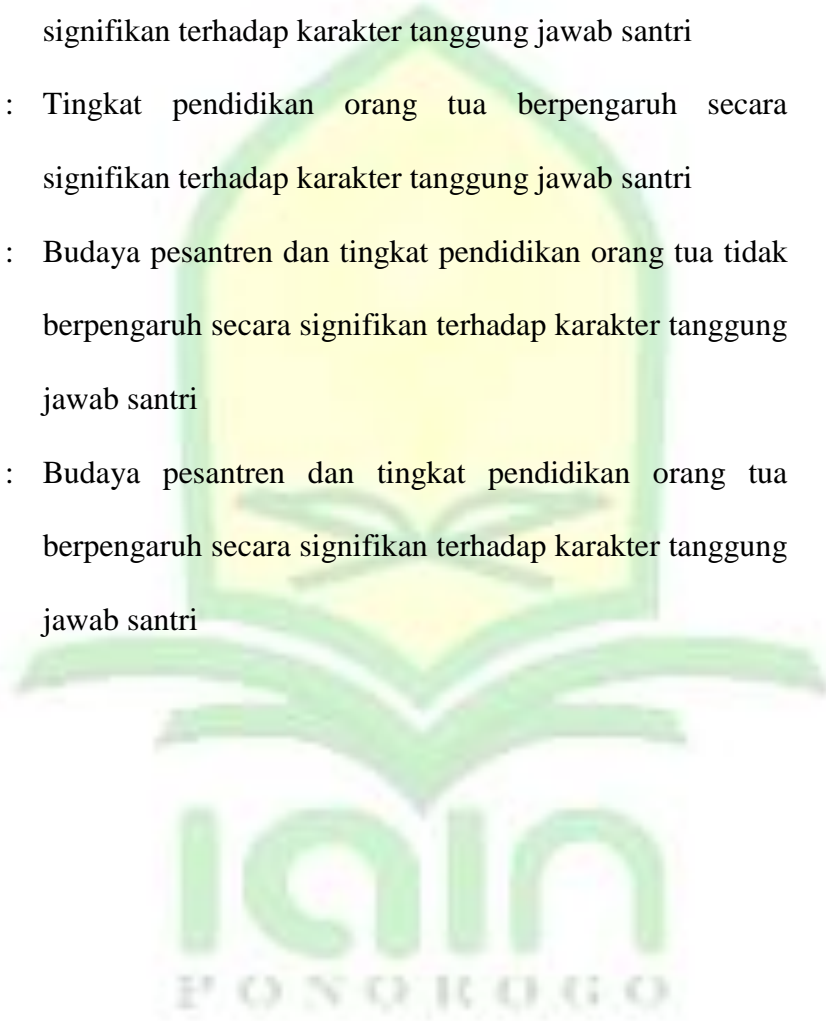 signifikan terhadap karakter tanggung jawab santri
: Tingkat pendidikan orang tua berpengaruh secara
signifikan terhadap karakter tanggung jawab santri
: Budaya pesantren dan tingkat pendidikan orang tua tidak
berpengaruh secara signifikan terhadap karakter tanggung
jawab santri
: Budaya pesantren dan tingkat pendidikan orang tua
berpengaruh secara signifikan terhadap karakter tanggung
jawab santri
iain
PONOROGO